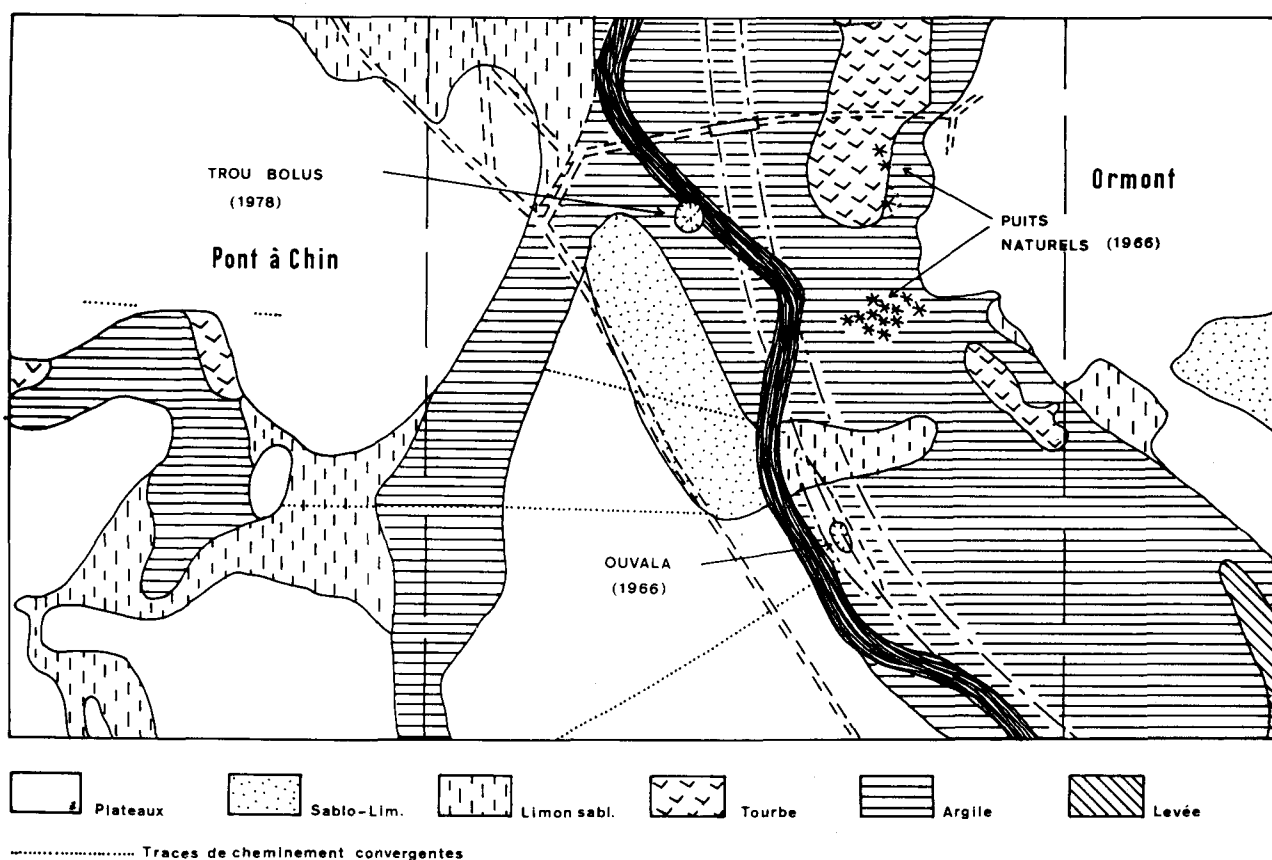 TROU BOLUS
(1978)
Pont à Chin
Ormont
PUITS
NATURELS (1966)
OUVALA
(1966)
Plateaux
Sablo-Lim.
Limon sabl.
Tourbe
Argile
Levée
Traces de cheminement convergentes